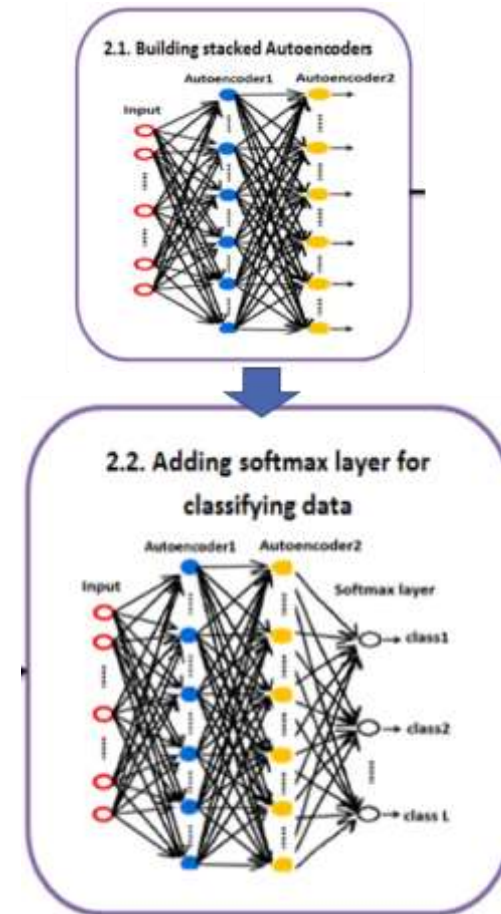 2.1. Building stacked Autoencoders
Autoencoder1 Autoencoder2
Input
2.2. Adding softmax layer for
classifying data
Autoencoder1 Autoencoder2
Input Softmax layer
class1
class2
class L